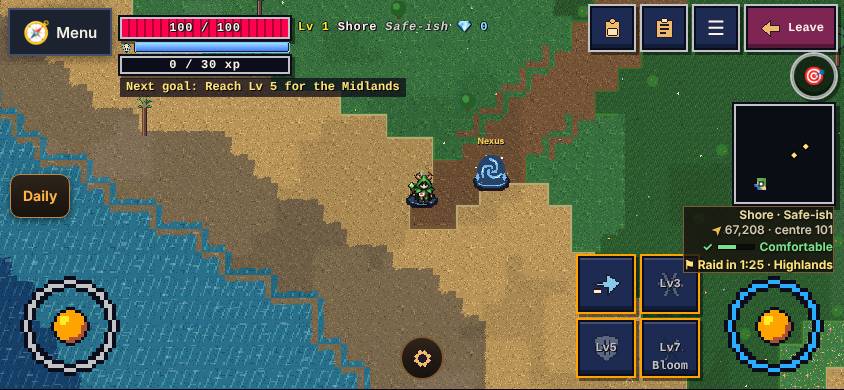 Menu
100 / 100
Lv 1 Shore Safe-ish 💎 0
0 / 30 xp
Next goal: Reach Lv 5 for the Midlands
Leave
Nexus
Daily
Shore · Safe-ish
67,208 · centre 101
✓ Comfortable
Raid in 1:25 · Highlands
Lv3
Lv5
Lv7
Bloom